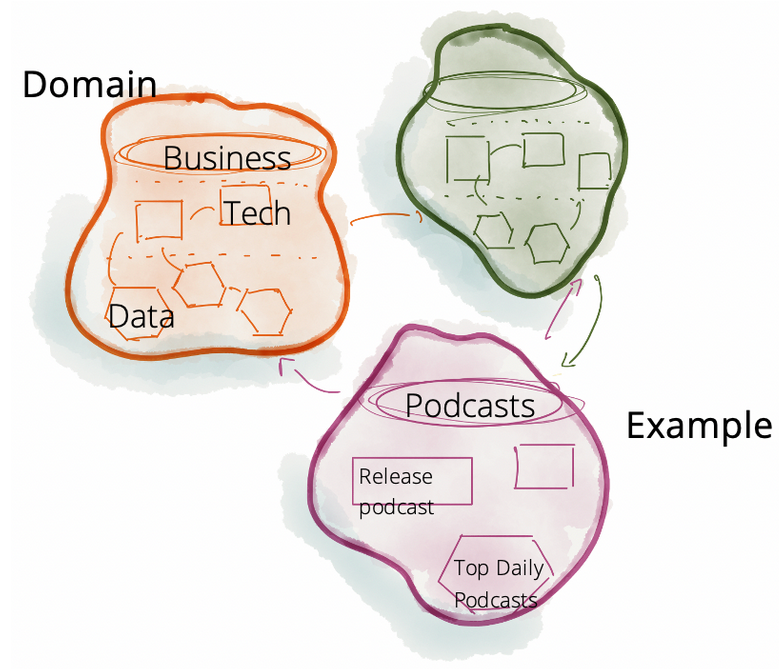 Domain
Business
Tech
Data
Podcasts
Example
Release
podcast
Top Daily
Podcasts